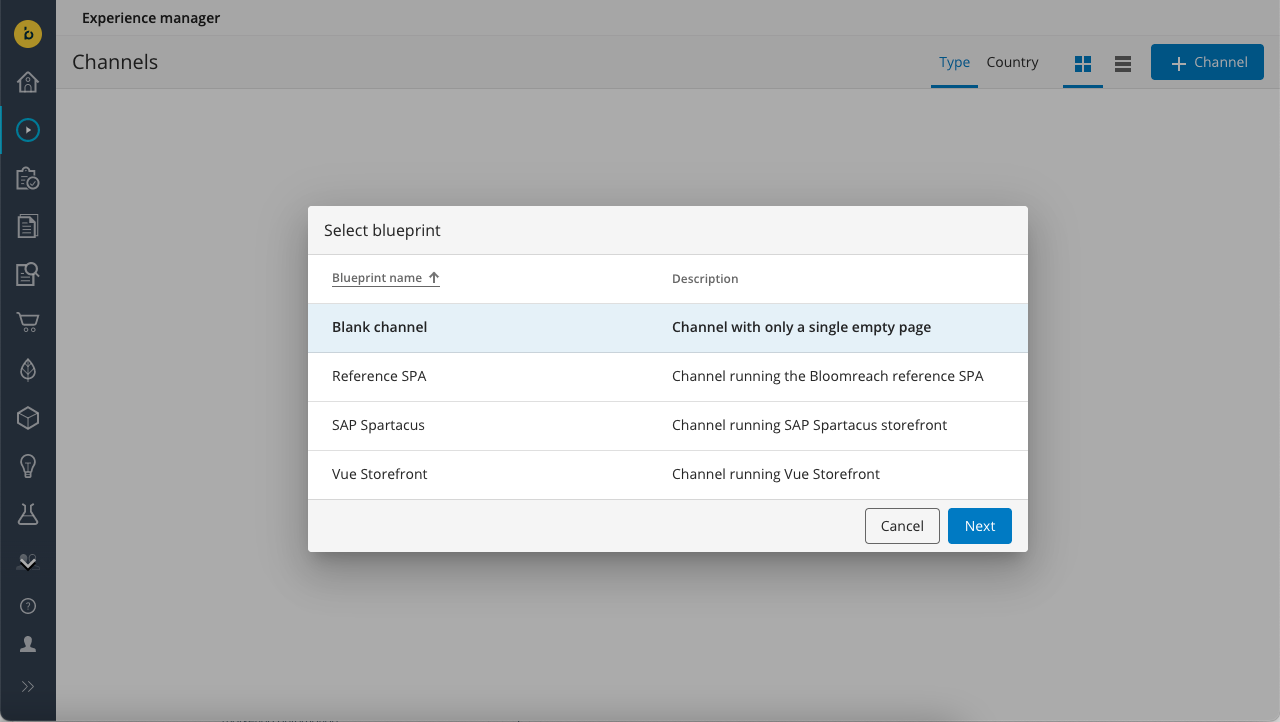 Experience manager
Channels
Type Country
Channel
Select blueprint
Blueprint name Description
Blank channel Channel with only a single empty page
Reference SPA Channel running the Bloomreach reference SPA
SAP Spartacus Channel running SAP Spartacus storefront
Vue Storefront Channel running Vue Storefront
Cancel Next